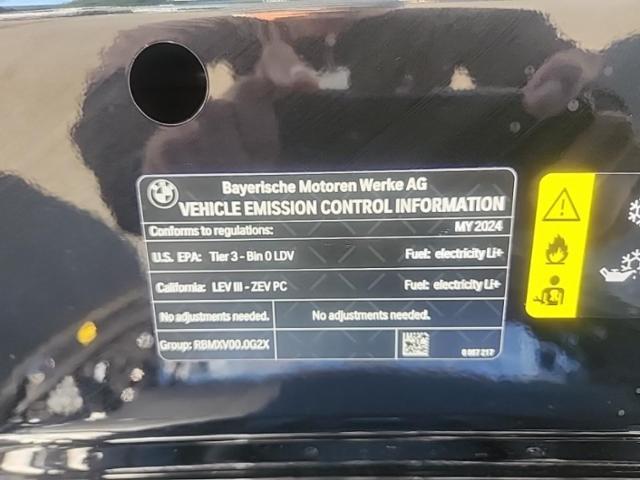 Bayerische Motoren Werke AG
VEHICLE EMISSION CONTROL INFORMATION
Conforms to regulations: MY 2024
U.S. EPA: Tier 3 - Bin 0 LDV Fuel: electricity Li+
California: LEV III - ZEV PC Fuel: electricity Li+
No adjustments needed. No adjustments needed.
Group: RBMXV00.0G2X